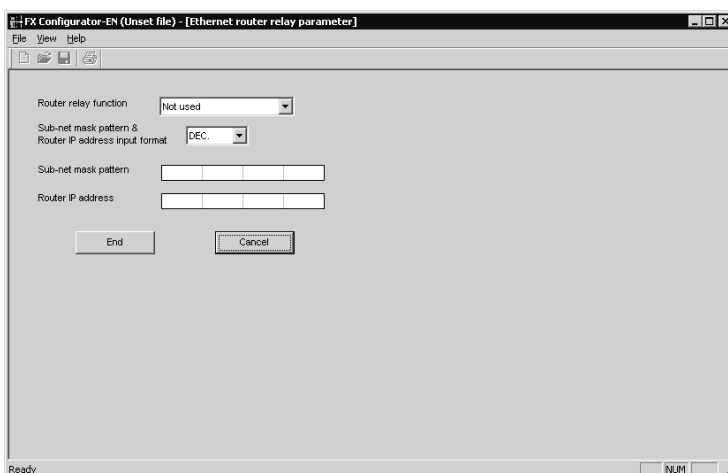 FX Configurator-EN (Unset file) - [Ethernet router relay parameter]
File View Help
Router relay function
Not used
Sub-net mask pattern &
Router IP address input format
DEC.
Sub-net mask pattern
Router IP address
End Cancel
Ready NUM